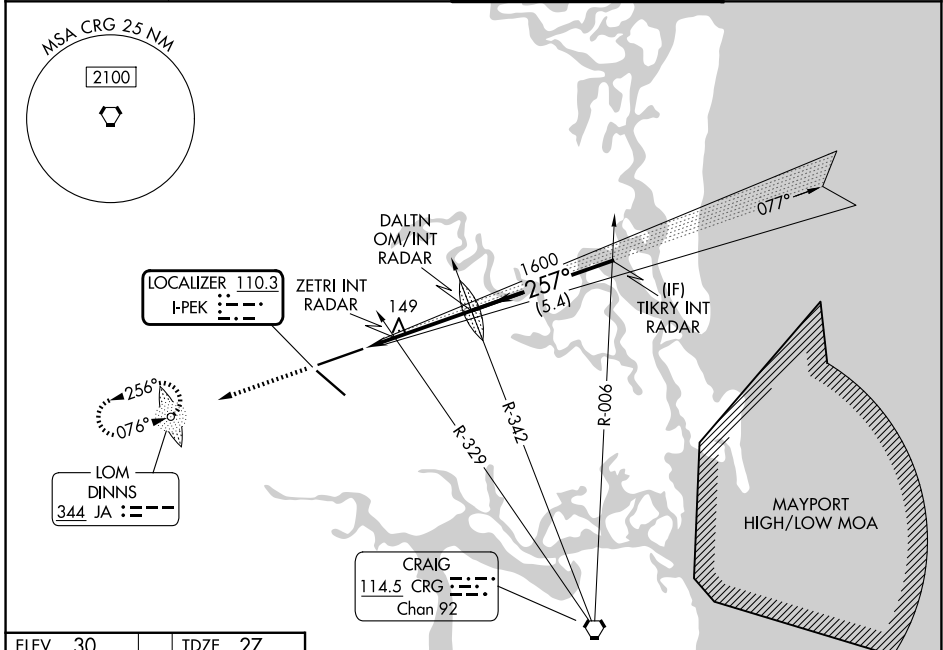 MSA CRG 25 NM
2100
077°
DALTN
OM/INT
RADAR
1600
257°
(5.4)
LOCALIZER 110.3
I-PEK
ZETRI INT
RADAR
149
(IF)
TIKRY INT
RADAR
256°
076°
R-329
R-342
R-006
LOM
DINNS
344 JA
MAYPORT
HIGH/LOW MOA
CRAIG
114.5 CRG
Chan 92
ELEV 30
TDZE 27